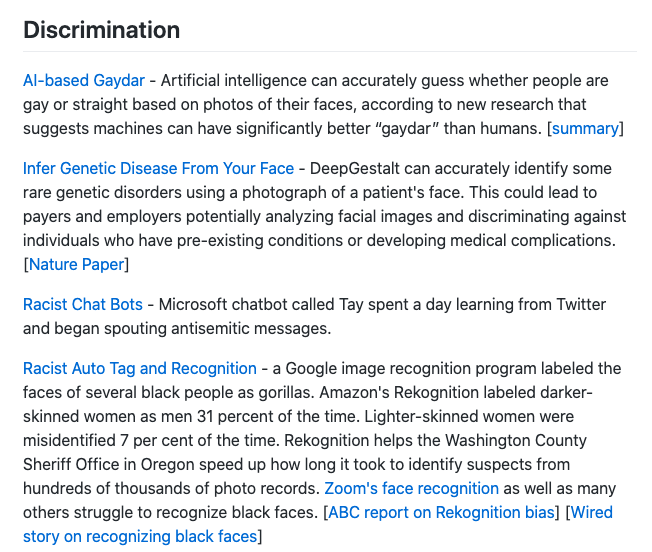 Discrimination
AI-based Gaydar - Artificial intelligence can accurately guess whether people are
gay or straight based on photos of their faces, according to new research that
suggests machines can have significantly better “gaydar” than humans. [summary]
Infer Genetic Disease From Your Face - DeepGestalt can accurately identify some
rare genetic disorders using a photograph of a patient's face. This could lead to
payers and employers potentially analyzing facial images and discriminating against
individuals who have pre-existing conditions or developing medical complications.
[Nature Paper]
Racist Chat Bots - Microsoft chatbot called Tay spent a day learning from Twitter
and began spouting antisemitic messages.
Racist Auto Tag and Recognition - a Google image recognition program labeled the
faces of several black people as gorillas. Amazon's Rekognition labeled darker-
skinned women as men 31 percent of the time. Lighter-skinned women were
misidentified 7 per cent of the time. Rekognition helps the Washington County
Sheriff Office in Oregon speed up how long it took to identify suspects from
hundreds of thousands of photo records. Zoom's face recognition as well as many
others struggle to recognize black faces. [ABC report on Rekognition bias] [Wired
story on recognizing black faces]